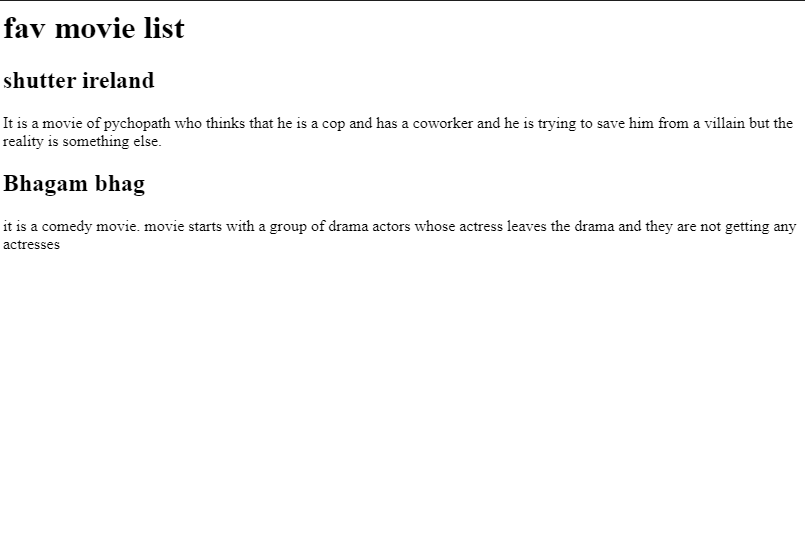 fav movie list
shutter ireland
It is a movie of pychopath who thinks that he is a cop and has a coworker and he is trying to save him from a villain but the
reality is something else.
Bhagam bhag
it is a comedy movie. movie starts with a group of drama actors whose actress leaves the drama and they are not getting any
actresses